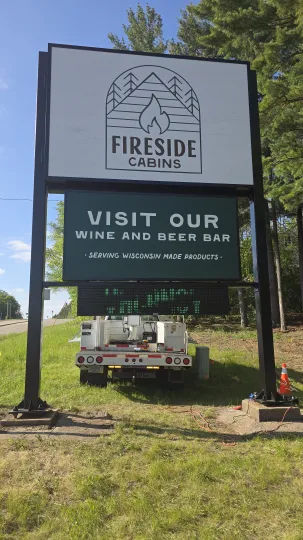 FIRESIDE
CABINS
VISIT OUR
WINE AND BEER BAR
· SERVING WISCONSIN MADE PRODUCTS ·